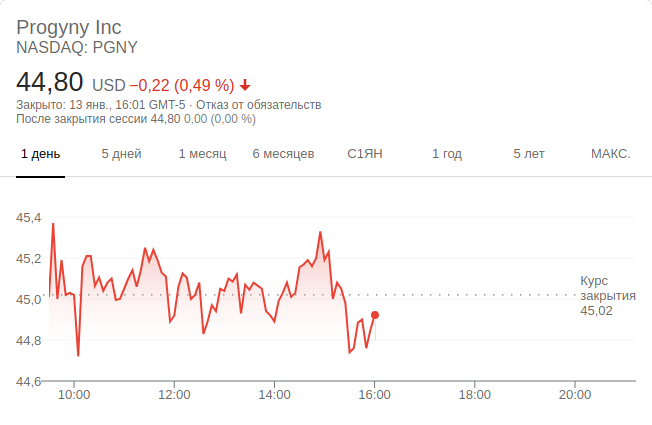 Progyny Inc
NASDAQ: PGNY
44,80 USD −0,22 (0,49 %)
Закрыто: 13 янв., 16:01 GMT-5 · Отказ от обязательств
После закрытия сессии 44,80 0,00 (0,00 %)
1 день 5 дней 1 месяц 6 месяцев С1ЯН 1 год 5 лет МАКС.
45,4
45,2
45,0
44,8
44,6
Курс
закрытия
45,02
10:00 12:00 14:00 16:00 18:00 20:00